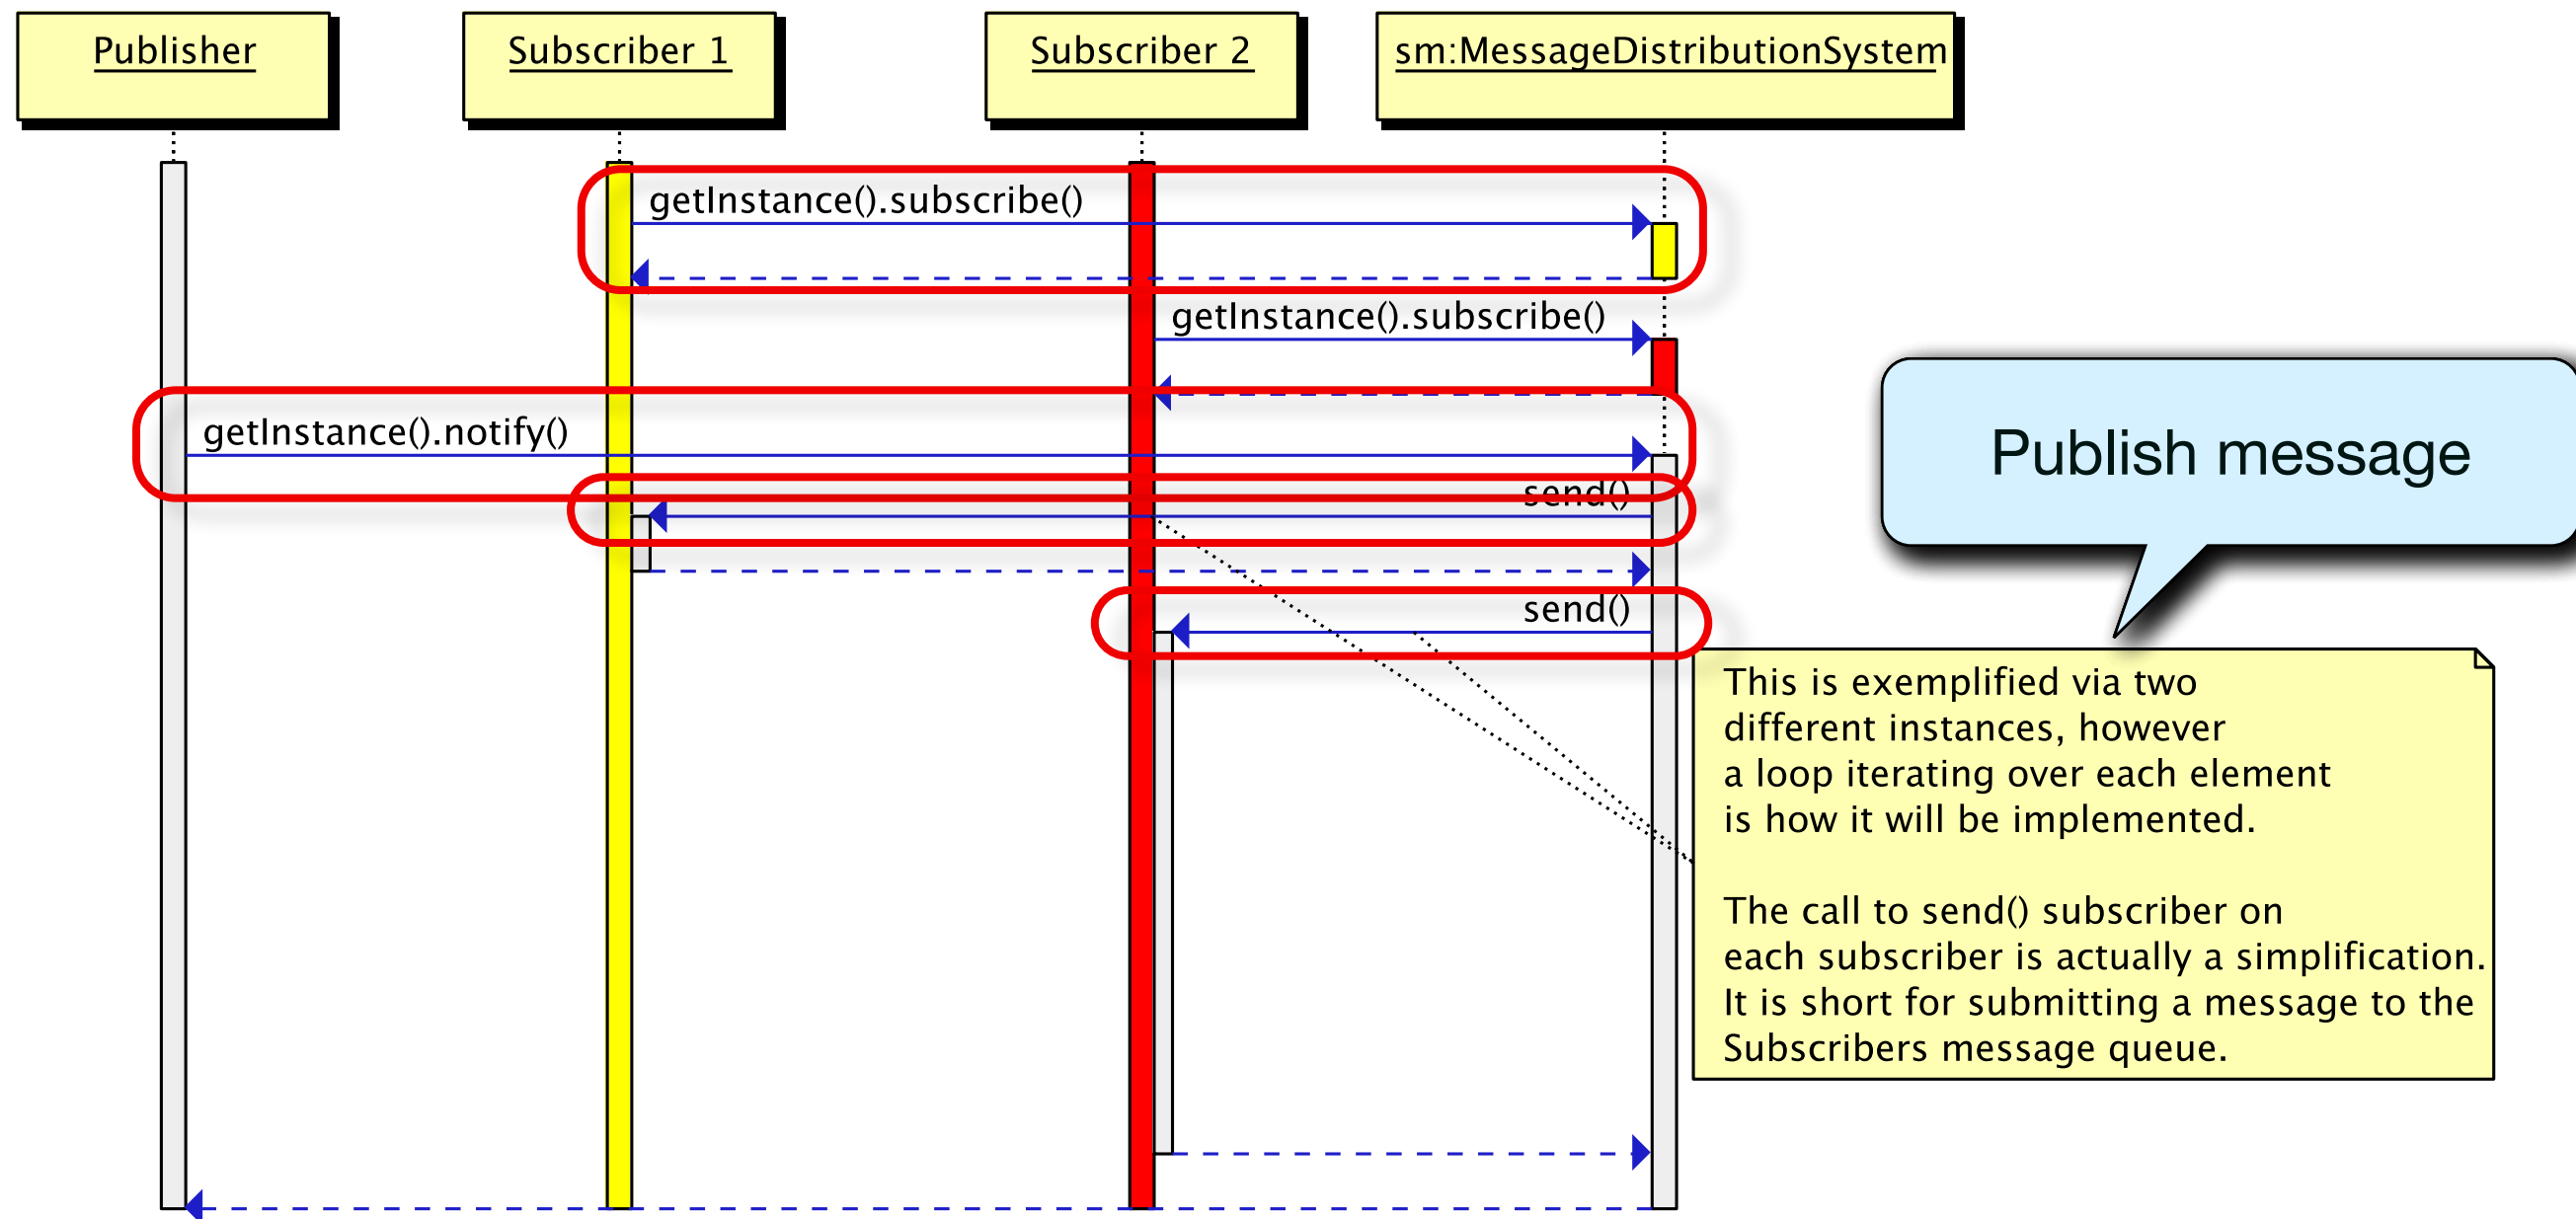 Publisher
Subscriber 1
Subscriber 2
sm:MessageDistributionSystem
getInstance().subscribe()
getInstance().subscribe()
getInstance().notify()
Publish message
send()
send()
This is exemplified via two
different instances, however
a loop iterating over each element
is how it will be implemented.
The call to send() subscriber on
each subscriber is actually a simplification.
It is short for submitting a message to the
Subscribers message queue.